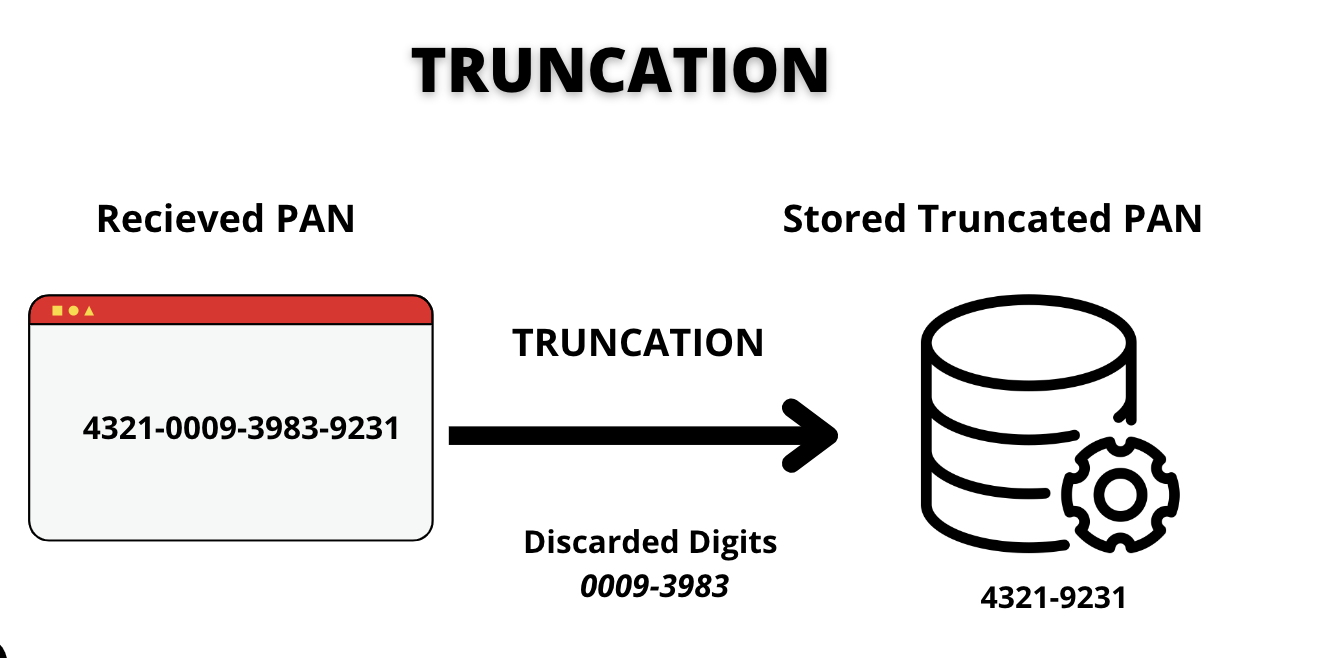 TRUNCATION
Recieved PAN
Stored Truncated PAN
TRUNCATION
4321-0009-3983-9231
Discarded Digits
0009-3983
4321-9231